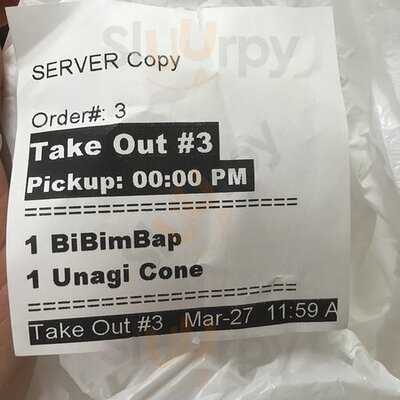 Slurpy
SERVER Copy
Order#: 3
Take Out #3
Pickup: 00:00 PM
====================
1 BiBimBap
1 Unagi Cone
====================
Take Out #3 Mar-27 11:59 A